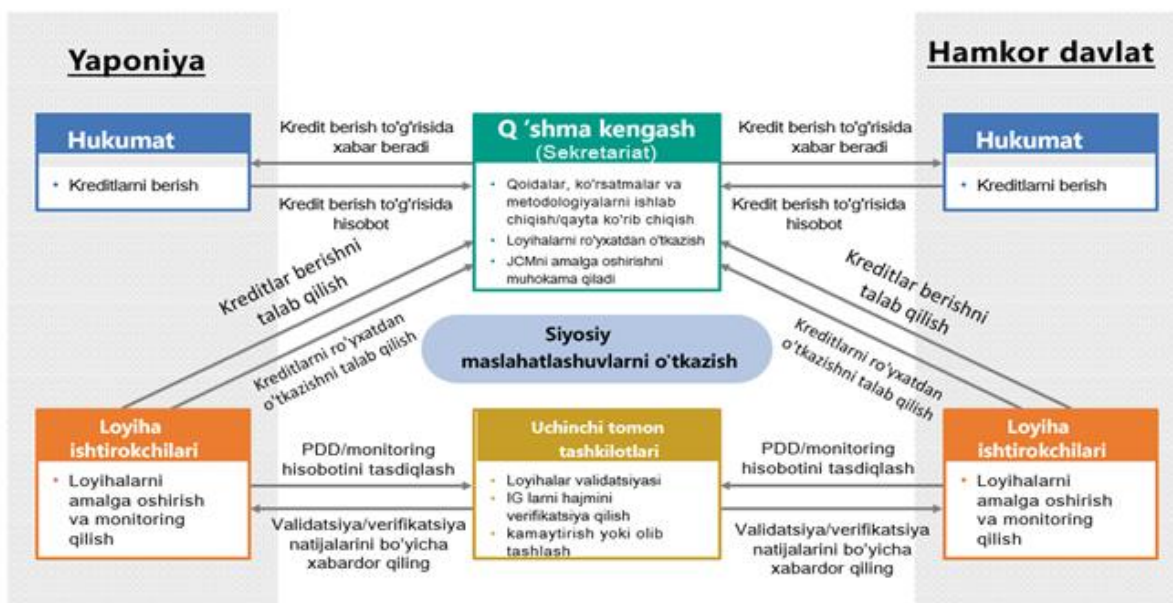 Yaponiya
Hamkor davlat
Hukumat
• Kreditlarni berish
Kredit berish to'g'risida
xabar beradi
Kredit berish to'g'risida
hisobot
Q 'shma kengash
(Sekretariat)
• Qoidalar, ko'rsatmalar va
metodologiyalarni ishlab
chiqish/qayta ko'rib chiqish
• Loyihalarni ro'yxatdan o'tkazish
• JCMni amalga oshirishni
muhokama qiladi
Kredit berish to'g'risida
xabar beradi
Kredit berish to'g'risida
hisobot
Hukumat
• Kreditlarni berish
Kreditlar berishni
talab qilish
Kreditlarni ro'yxatdan
o'tkazishni talab qilish
Siyosiy
maslahatlashuvlarni o'tkazish
Kreditlar berishni
talab qilish
Kreditlarni ro'yxatdan
o'tkazishni talab qilish
Loyiha
ishtirokchilari
• Loyihalarni
amalga oshirish
va monitoring
qilish
PDD/monitoring
hisobotini tasdiqlash
Validatsiya/verifikatsiya
natijalarini bo'yicha
xabardor qiling
Uchinchi tomon
tashkilotlari
• Loyihalar validatsiyasi
• IG larni hajmini
verifikatsiya qilish
• kamaytirish yoki olib
tashlash
PDD/monitoring
hisobotini tasdiqlash
Validatsiya/verifikatsiya
natijalarini bo'yicha
xabardor qiling
Loyiha
ishtirokchilari
• Loyihalarni
amalga oshirish
va monitoring
qilish